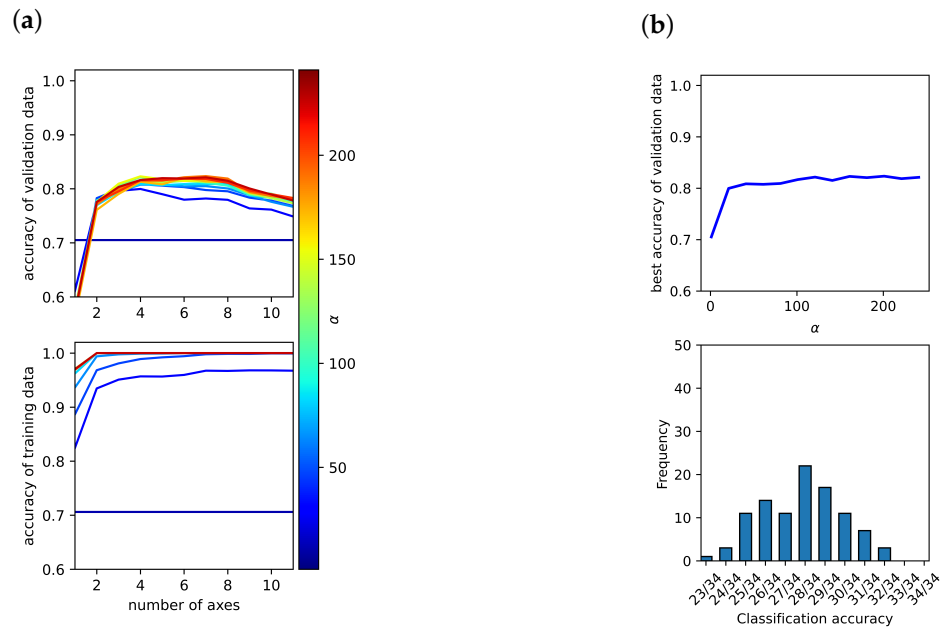 (a)
(b)
1.0
0.9
0.8
0.7
0.6
accuracy of validation data
2 4 6 8 10
1.0
0.9
0.8
0.7
0.6
accuracy of training data
2 4 6 8 10
number of axes
200
150
100
50
α
1.0
0.9
0.8
0.7
0.6
best accuracy of validation data
0 100 200
α
50
40
30
20
10
0
Frequency
23/34 24/34 25/34 26/34 27/34 28/34 29/34 30/34 31/34 32/34 33/34 34/34
Classification accuracy